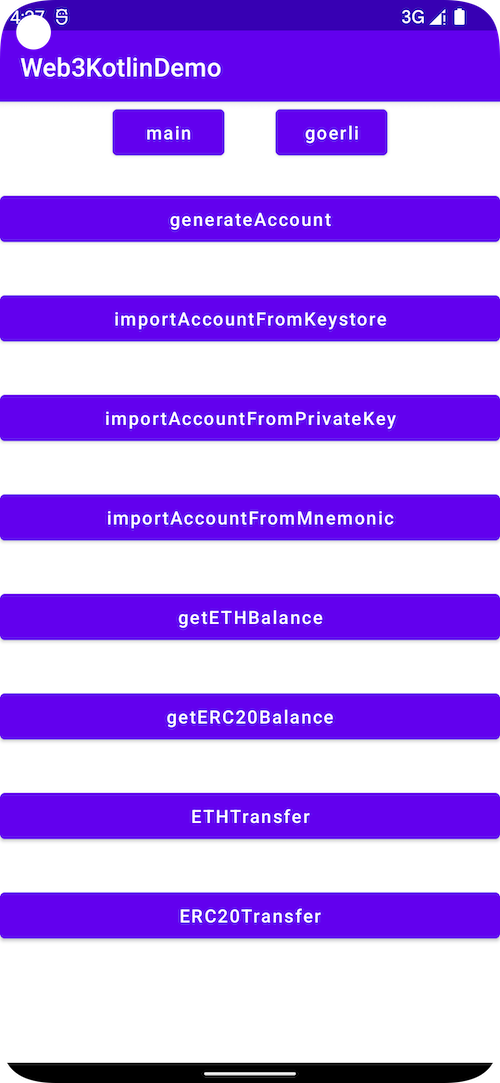 3G
Web3KotlinDemo
main
goerli
generateAccount
importAccountFromKeystore
importAccountFromPrivateKey
importAccountFromMnemonic
getETHBalance
getERC20Balance
ETHTransfer
ERC20Transfer